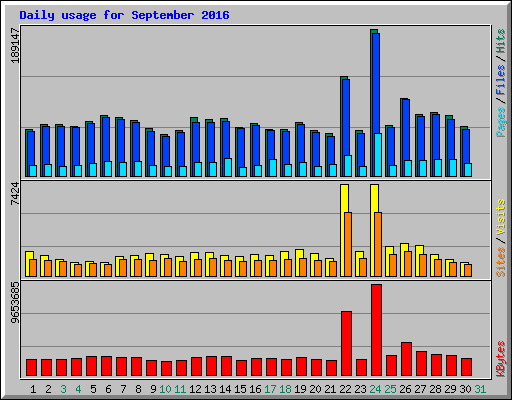 Daily usage for September 2016
189147
Pages / Files / Hits
7424
Sites / Visits
9653685
KBytes
1 2 3 4 5 6 7 8 9 10 11 12 13 14 15 16 17 18 19 20 21 22 23 24 25 26 27 28 29 30 31